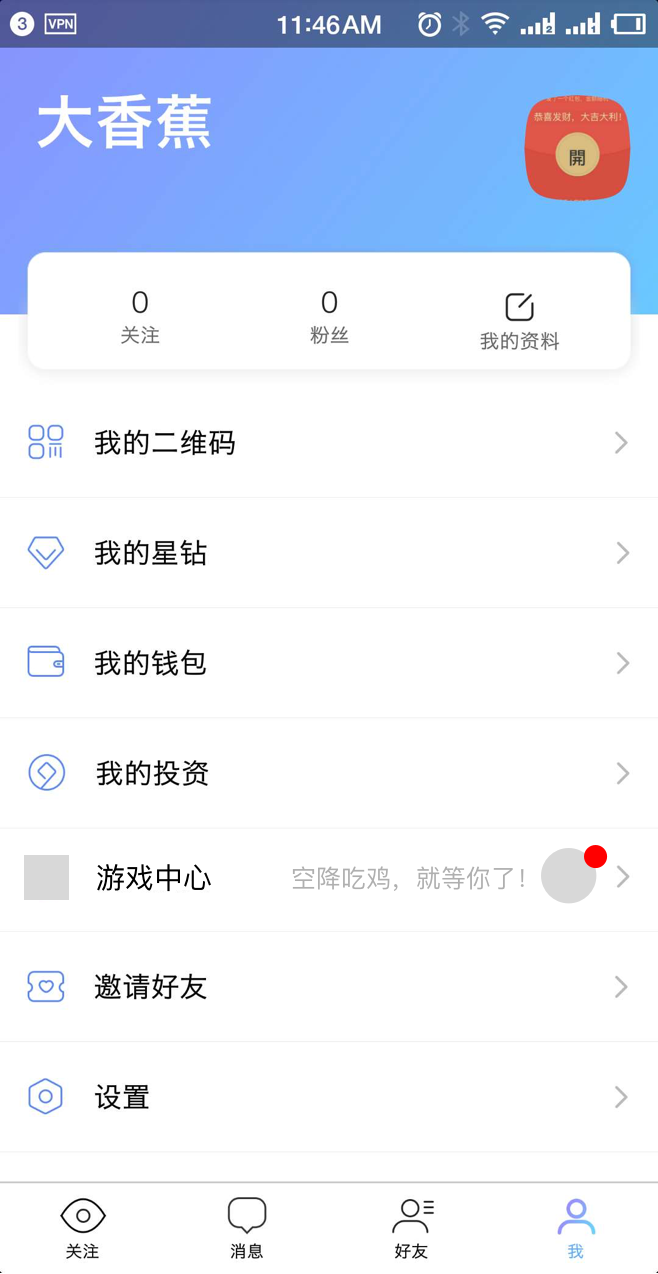 3 VPN 11:46AM 2
大香蕉
恭喜发财，大吉大利！
開
0 0
关注 粉丝 我的资料
我的二维码
我的星钻
我的钱包
我的投资
游戏中心 空降吃鸡，就等你了！
邀请好友
设置
关注 消息 好友 我